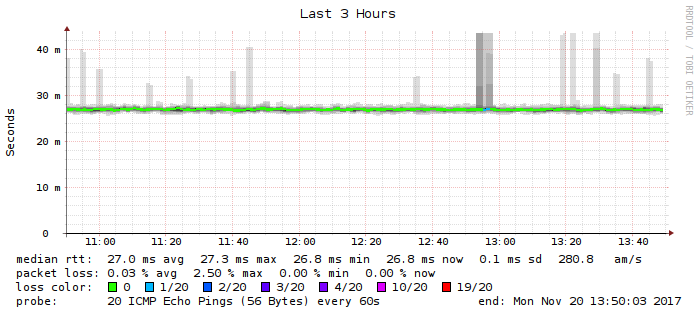 Last 3 Hours
RRDTOOL / TOBI OETIKER
Seconds
40 m
30 m
20 m
10 m
0
11:00 11:20 11:40 12:00 12:20 12:40 13:00 13:20 13:40
median rtt: 27.0 ms avg 27.3 ms max 26.8 ms min 26.8 ms now 0.1 ms sd 280.8 am/s
packet loss: 0.03 % avg 2.50 % max 0.00 % min 0.00 % now
loss color: 0 1/20 2/20 3/20 4/20 10/20 19/20
probe: 20 ICMP Echo Pings (56 Bytes) every 60s end: Mon Nov 20 13:50:03 2017